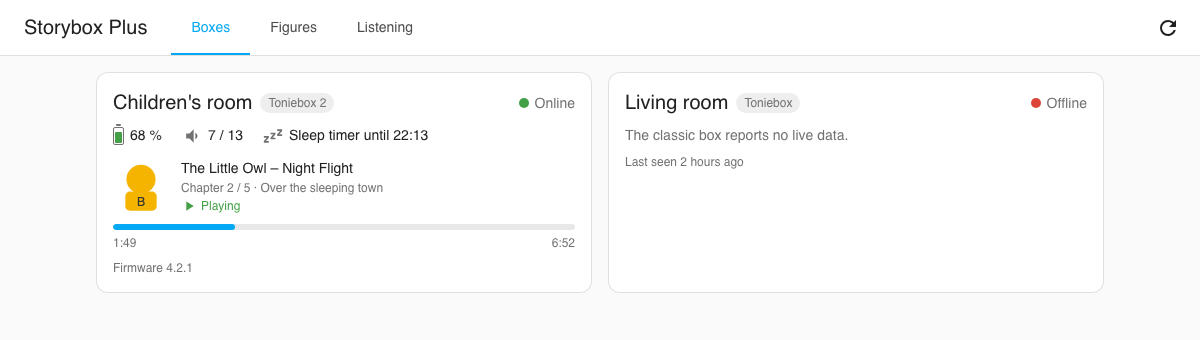 Storybox Plus
Boxes
Figures
Listening
Children's room
Toniebox 2
Online
68 %
7 / 13
zzz
Sleep timer until 22:13
B
The Little Owl – Night Flight
Chapter 2 / 5 · Over the sleeping town
Playing
1:49
6:52
Firmware 4.2.1
Living room
Toniebox
Offline
The classic box reports no live data.
Last seen 2 hours ago